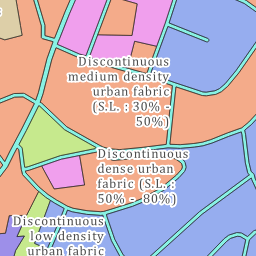 Discontinuous
medium density
urban fabric
(S.L. : 30% -
50%)
Discontinuous
dense urban
fabric (S.L. :
50% -  80%)
Discontinuous
low density
urban fabric